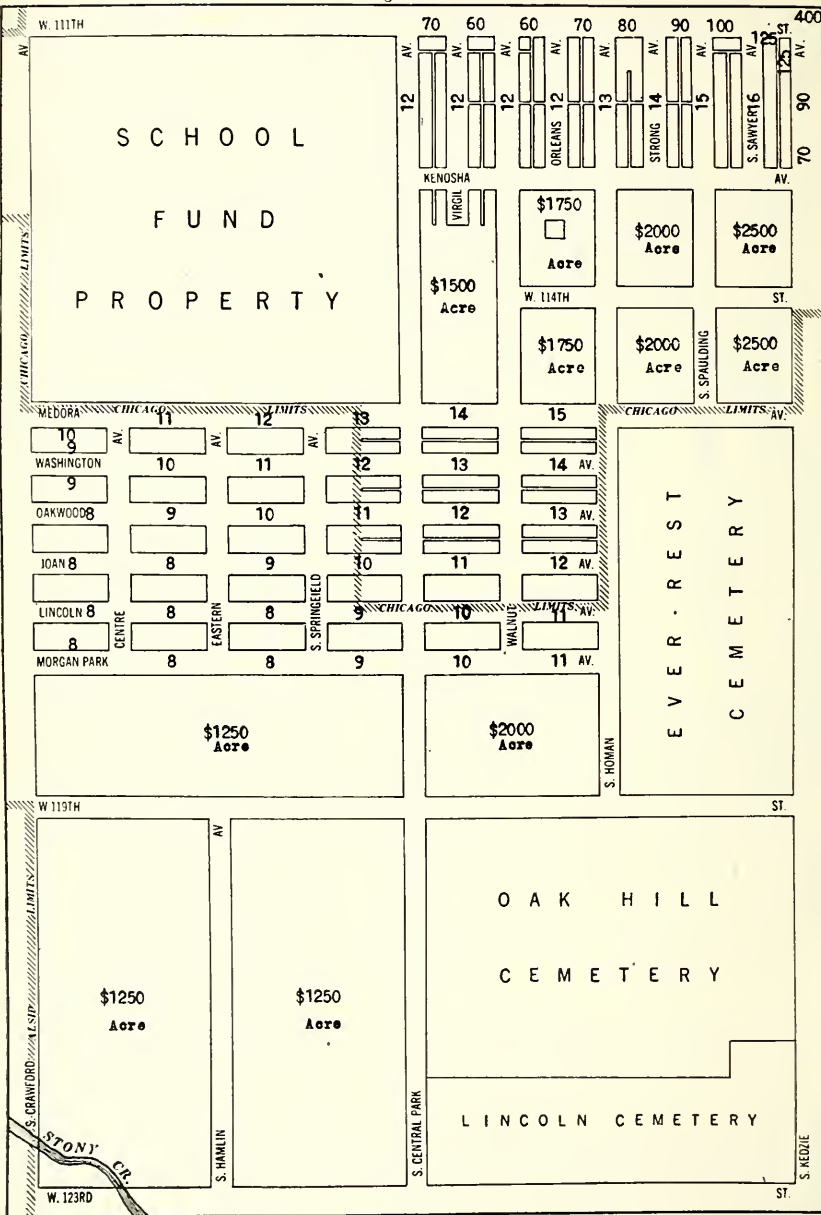 W. 111TH
70 60 60 70 80 90 100 400
AV. AV. AV. AV. AV. AV. AV. 125 ST. AV.
125
12 12 12 ORLEANS 12 13 STRONG 14 15 S. SAWYER 16 90
70
SCHOOL
FUND
PROPERTY
KENOSHA AV.
VIRGIL
$1750
Acre
$2000
Acre
$2500
Acre
$1500
Acre
W. 114TH ST.
$1750
Acre
$2000
Acre
S. SPAULDING
$2500
Acre
CHICAGO LIMITS
MEDORA CHICAGO LIMITS CHICAGO LIMITS AV.
11 12 13 14 15
10 AV. AV. AV.
9
WASHINGTON 10 11 12 13 14 AV.
9
OAKWOOD 8 9 10 11 12 13 AV.
JOAN 8 8 9 10 11 12 AV.
CHICAGO LIMITS
LINCOLN 8 8 8 9 10 11 AV.
8 CENTRE EASTERN S. SPRINGFIELD WALNUT
MORGAN PARK 8 8 9 10 11 AV.
EVER-REST
CEMETERY
$1250
Acre
$2000
Acre
S. HOMAN
W 119TH ST.
AV
OAK HILL
CEMETERY
$1250
Acre
$1250
Acre
ALSIP LIMITS
S. CRAWFORD
LINCOLN CEMETERY
STONY CR.
S. HAMLIN
S. CENTRAL PARK
S. KEDZIE
W. 123RD ST.